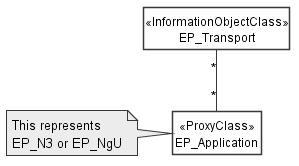 <<InformationObjectClass>>
EP_Transport
*
*
This represents
EP_N3 or EP_NgU
<<ProxyClass>>
EP_Application